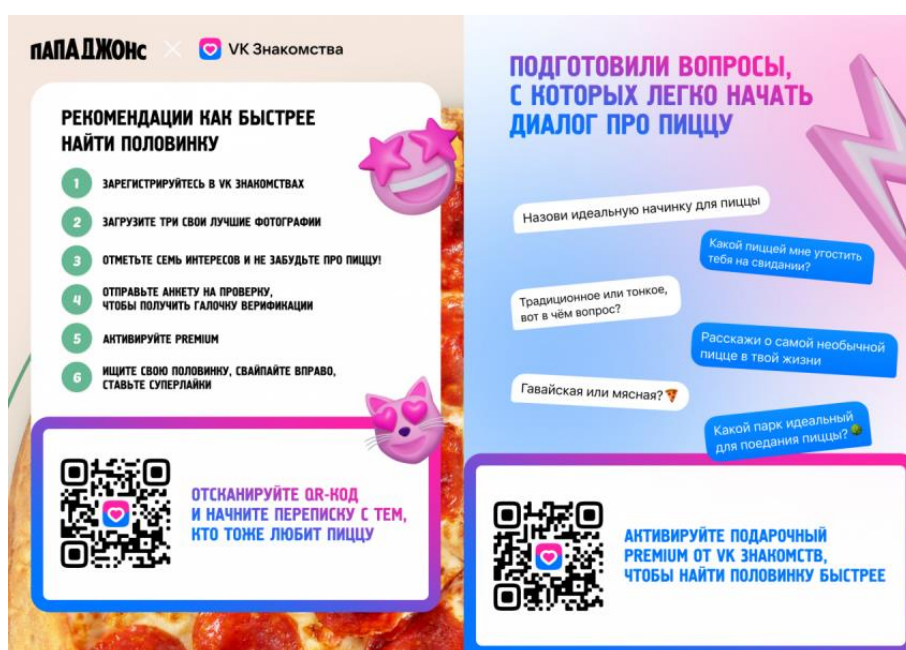 ПАПА ДЖОНС
VK Знакомства
РЕКОМЕНДАЦИИ КАК БЫСТРЕЕ
НАЙТИ ПОЛОВИНКУ
1 ЗАРЕГИСТРИРУЙТЕСЬ В VK ЗНАКОМСТВАХ
2 ЗАГРУЗИТЕ ТРИ СВОИ ЛУЧШИЕ ФОТОГРАФИИ
3 ОТМЕТЬТЕ СЕМЬ ИНТЕРЕСОВ И НЕ ЗАБУДЬТЕ ПРО ПИЦЦУ!
4 ОТПРАВЬТЕ АНКЕТУ НА ПРОВЕРКУ,
ЧТОБЫ ПОЛУЧИТЬ ГАЛОЧКУ ВЕРИФИКАЦИИ
5 АКТИВИРУЙТЕ PREMIUM
6 ИЩИТЕ СВОЮ ПОЛОВИНКУ, СВАЙПАЙТЕ ВПРАВО,
СТАВЬТЕ СУПЕРЛАЙКИ
ОТСКАНИРУЙТЕ QR-КОД
И НАЧНИТЕ ПЕРЕПИСКУ С ТЕМ,
КТО ТОЖЕ ЛЮБИТ ПИЦЦУ
ПОДГОТОВИЛИ ВОПРОСЫ,
С КОТОРЫХ ЛЕГКО НАЧАТЬ
ДИАЛОГ ПРО ПИЦЦУ
Назови идеальную начинку для пиццы
Какой пиццей мне угостить
тебя на свидании?
Традиционное или тонкое,
вот в чём вопрос?
Расскажи о самой необычной
пицце в твой жизни
Гавайская или мясная?🍕
Какой парк идеальный
для поедания пиццы?🌳
АКТИВИРУЙТЕ ПОДАРОЧНЫЙ
PREMIUM ОТ VK ЗНАКОМСТВ,
ЧТОБЫ НАЙТИ ПОЛОВИНКУ БЫСТРЕЕ